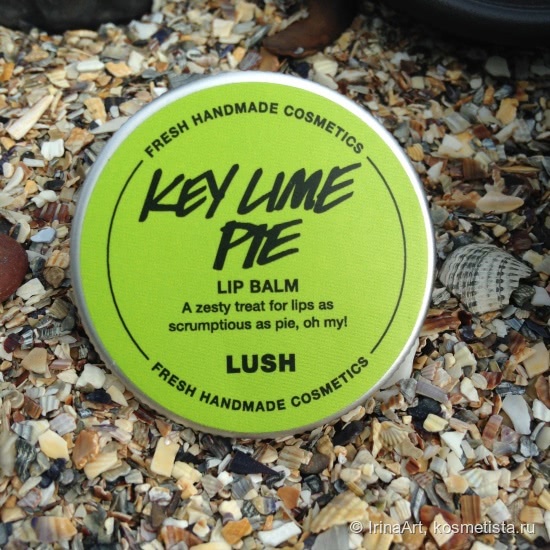 FRESH HANDMADE COSMETICS
KEY LIME
PIE
LIP BALM
A zesty treat for lips as
scrumptious as pie, oh my!
LUSH
FRESH HANDMADE COSMETICS
© IrinaArt, kosmetista.ru